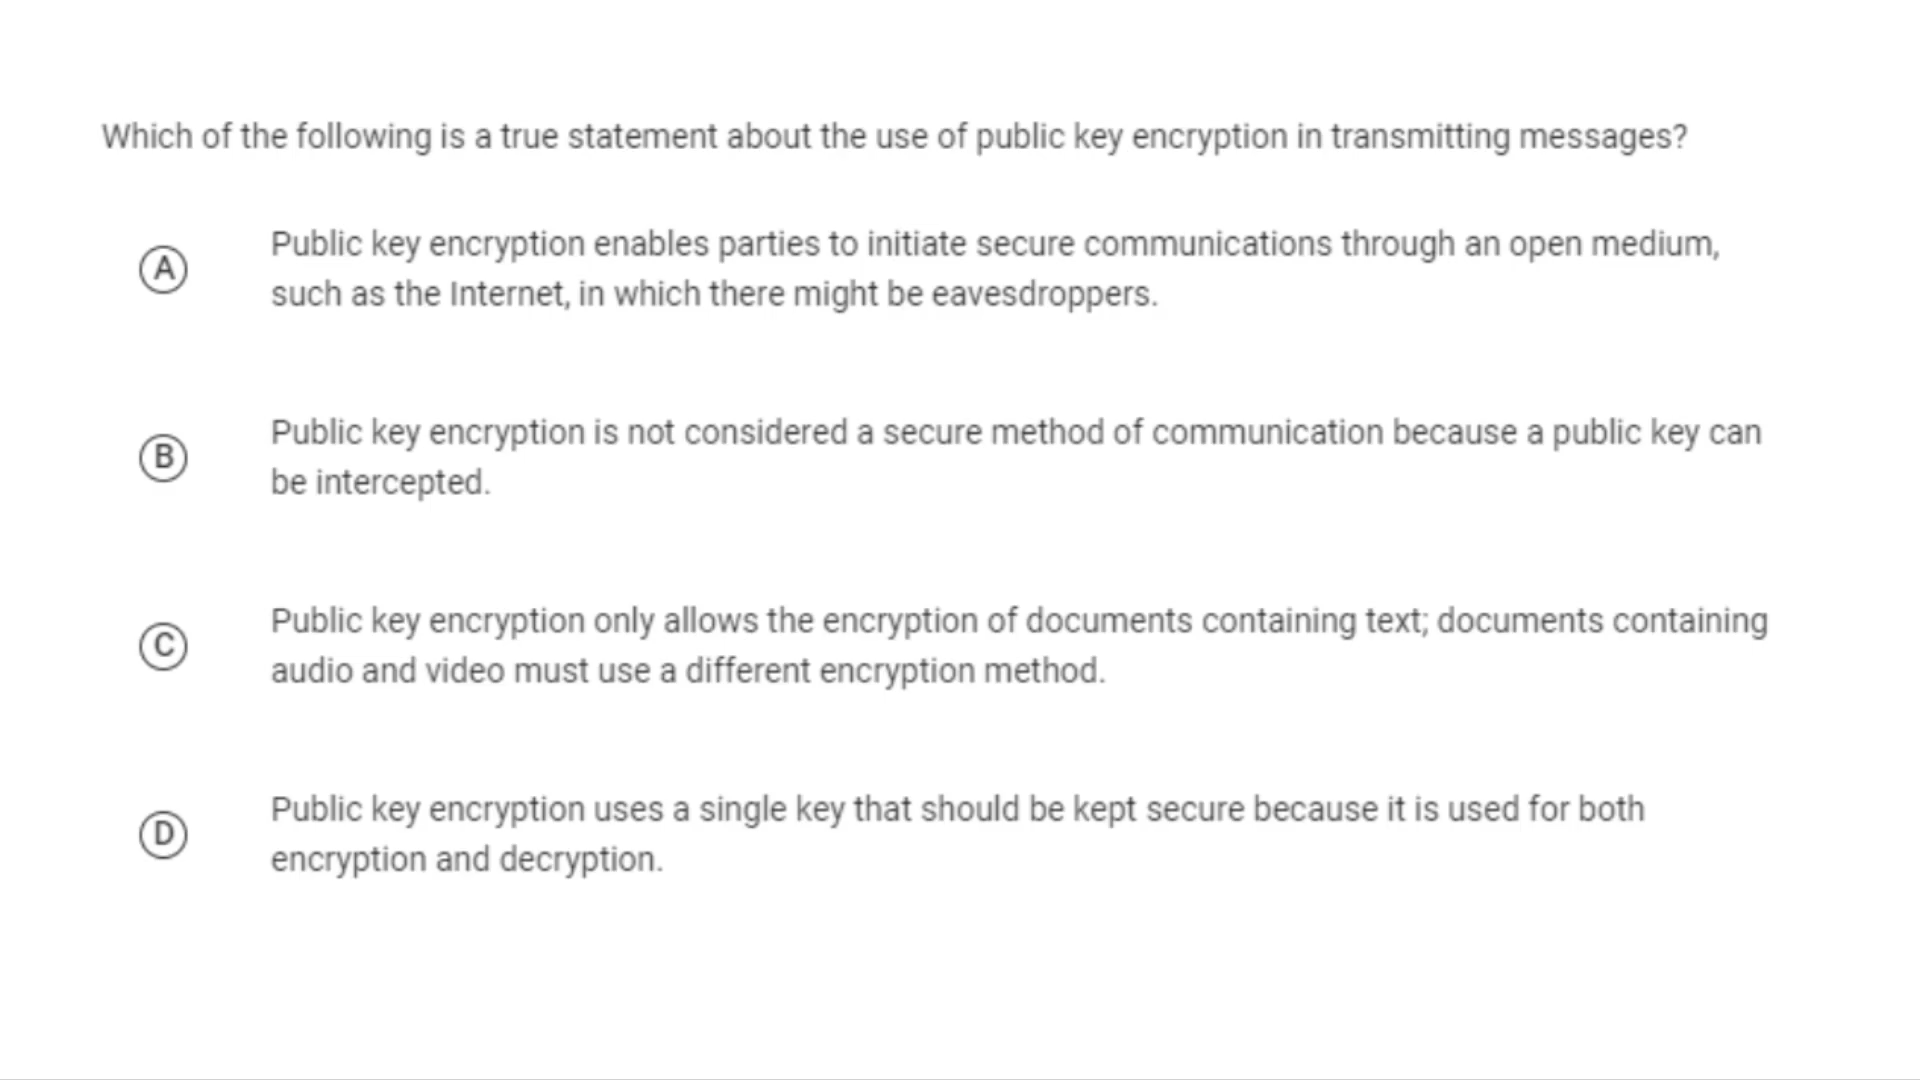 Which of the following is a true statement about the use of public key encryption in transmitting messages?
A
Public key encryption enables parties to initiate secure communications through an open medium,
such as the Internet, in which there might be eavesdroppers.
B
Public key encryption is not considered a secure method of communication because a public key can
be intercepted.
C
Public key encryption only allows the encryption of documents containing text; documents containing
audio and video must use a different encryption method.
D
Public key encryption uses a single key that should be kept secure because it is used for both
encryption and decryption.